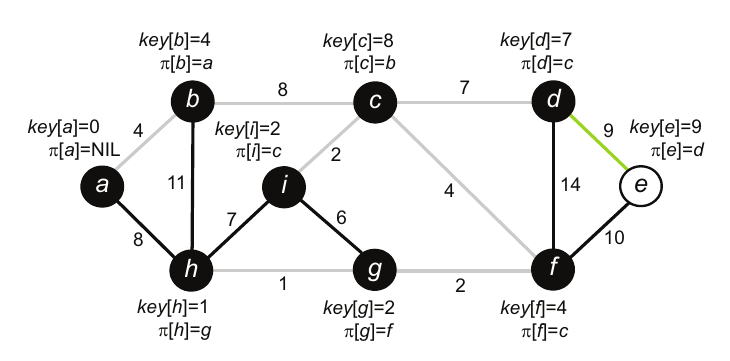 key[b]=4
π[b]=a
key[c]=8
π[c]=b
key[d]=7
π[d]=c
key[a]=0
π[a]=NIL
4
b
8
c
7
d
9
key[e]=9
π[e]=d
key[i]=2
π[i]=c
2
a
11
i
4
14
e
8
7
6
10
h
1
g
2
f
key[h]=1
π[h]=g
key[g]=2
π[g]=f
key[f]=4
π[f]=c